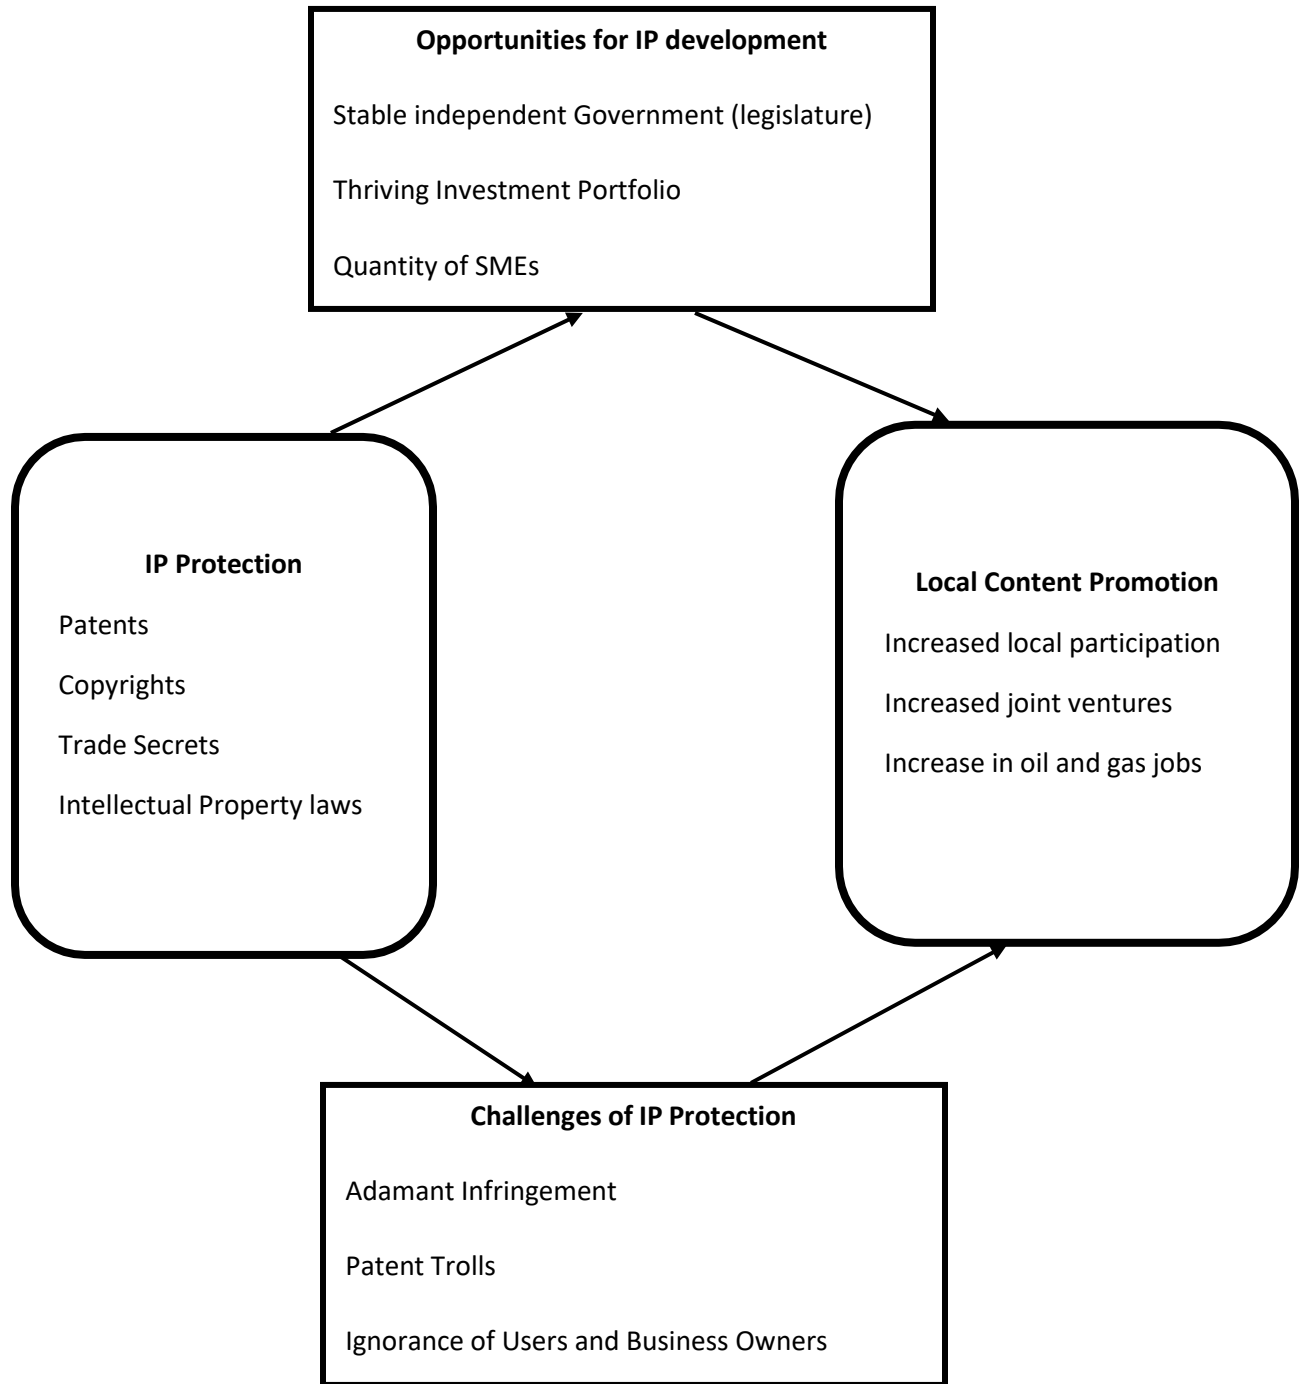 Opportunities for IP development
Stable independent Government (legislature)
Thriving Investment Portfolio
Quantity of SMEs
IP Protection
Patents
Copyrights
Trade Secrets
Intellectual Property laws
Local Content Promotion
Increased local participation
Increased joint ventures
Increase in oil and gas jobs
Challenges of IP Protection
Adamant Infringement
Patent Trolls
Ignorance of Users and Business Owners